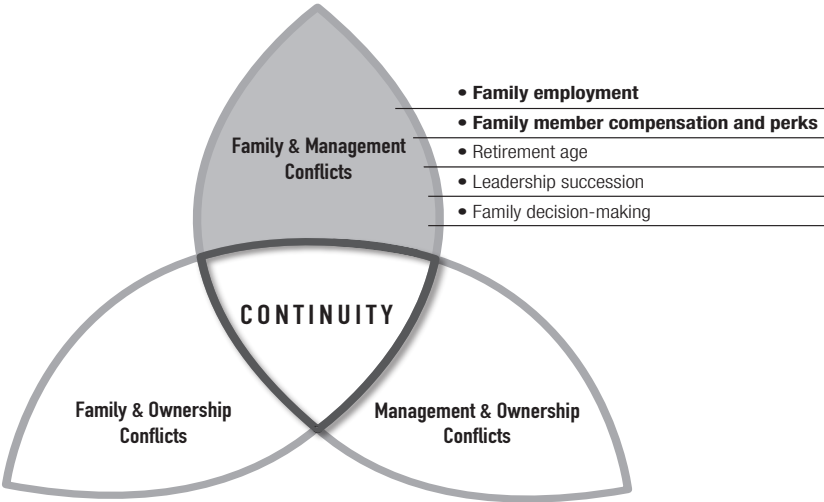 • Family employment
• Family member compensation and perks
Family & Management
Conflicts
• Retirement age
• Leadership succession
• Family decision-making
CONTINUITY
Family & Ownership
Conflicts
Management & Ownership
Conflicts